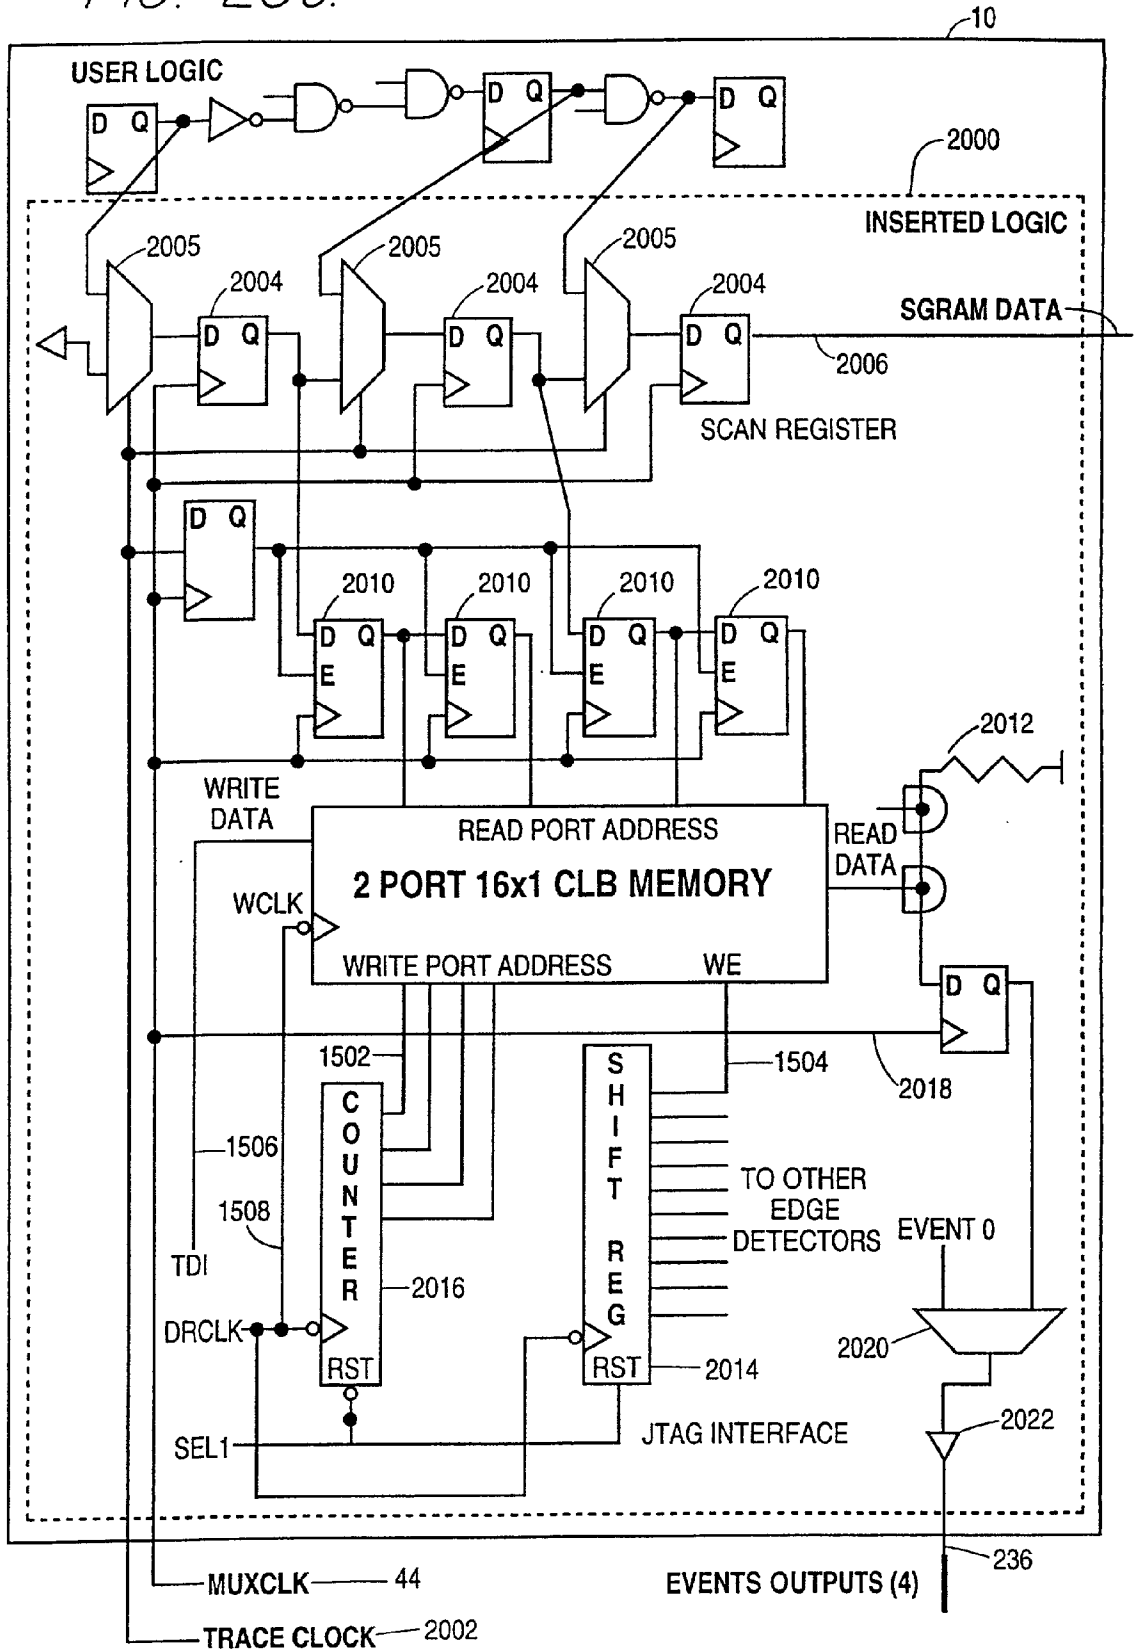 10
USER LOGIC
D Q
D Q
D Q
D Q
2000
INSERTED LOGIC
2005
2005
2005
2004
2004
2004
D Q
D Q
D Q
SGRAM DATA
2006
SCAN REGISTER
D Q
2010
2010
2010
2010
D Q
E
D Q
E
D Q
E
D Q
E
2012
WRITE DATA
READ PORT ADDRESS
READ DATA
2 PORT 16x1 CLB MEMORY
WCLK
WRITE PORT ADDRESS
WE
D Q
1502
1504
2018
COUNTER
SHIFT REG
1506
1508
TO OTHER EDGE DETECTORS
EVENT 0
TDI
2016
DRCLK
2020
RST
RST
2014
2022
SEL1
JTAG INTERFACE
236
MUXCLK
44
EVENTS OUTPUTS (4)
TRACE CLOCK
2002